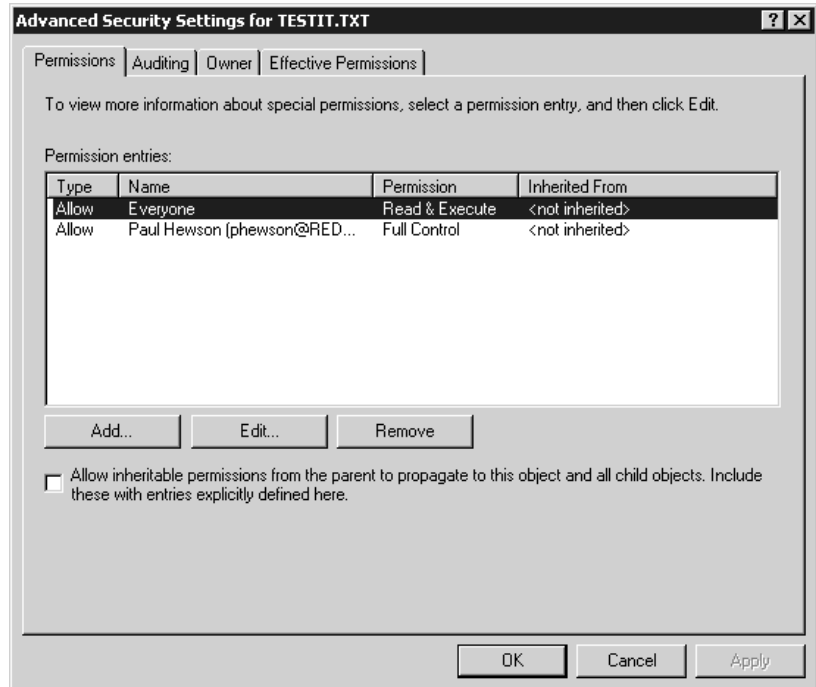 Advanced Security Settings for TESTIT.TXT
Permissions Auditing Owner Effective Permissions
To view more information about special permissions, select a permission entry, and then click Edit.
Permission entries:
Type Name Permission Inherited From
Allow Everyone Read & Execute <not inherited>
Allow Paul Hewson (phewson@RED... Full Control <not inherited>
Add... Edit... Remove
Allow inheritable permissions from the parent to propagate to this object and all child objects. Include
these with entries explicitly defined here.
OK Cancel Apply